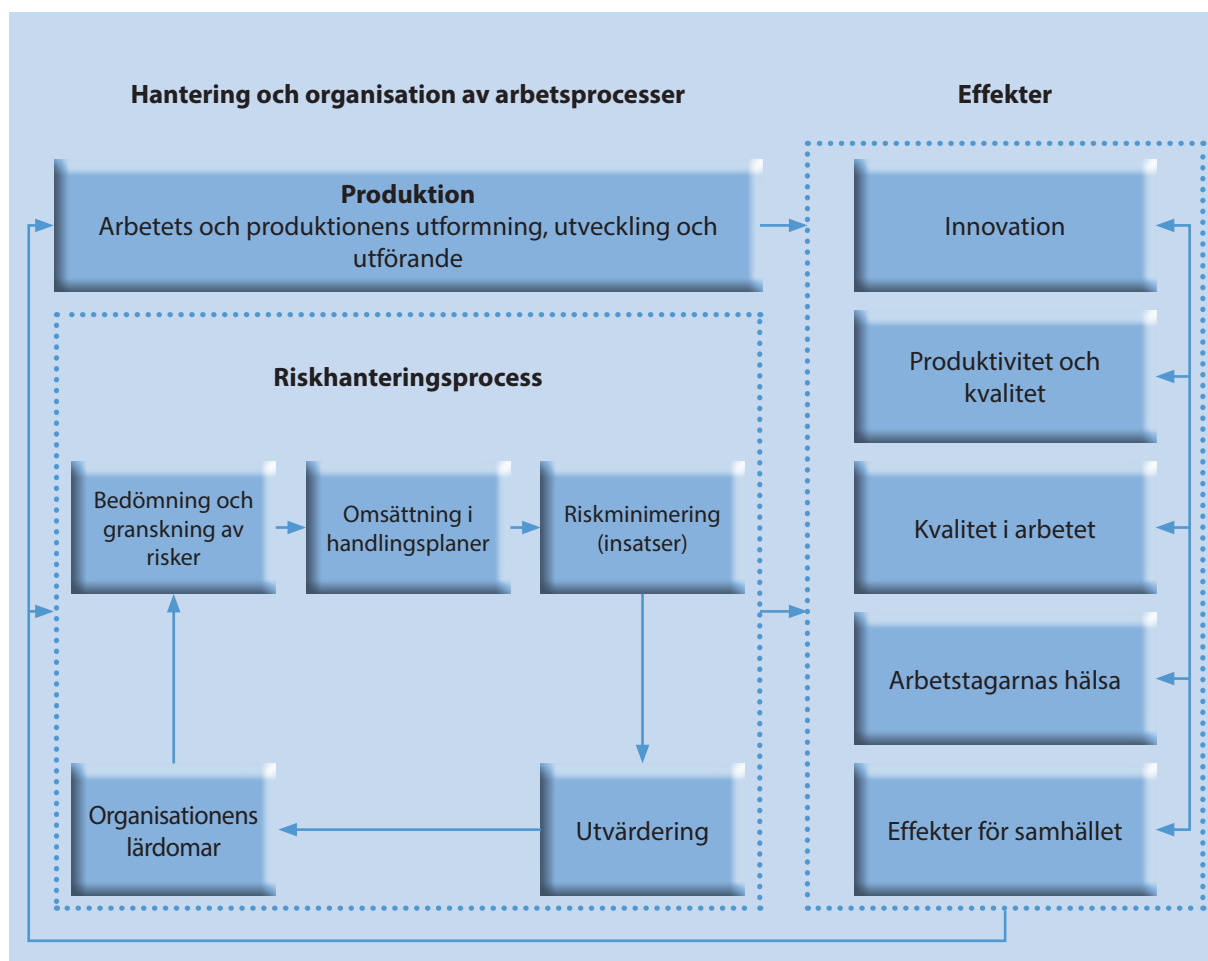 Hantering och organisation av arbetsprocesser
Effekter
Produktion
Arbetets och produktionens utformning, utveckling och
utförande
Riskhanteringsprocess
Bedömning och
granskning av
risker
Omsättning i
handlingsplaner
Riskminimering
(insatser)
Organisationens
lärdomar
Utvärdering
Innovation
Produktivitet och
kvalitet
Kvalitet i arbetet
Arbetstagarnas hälsa
Effekter för samhället